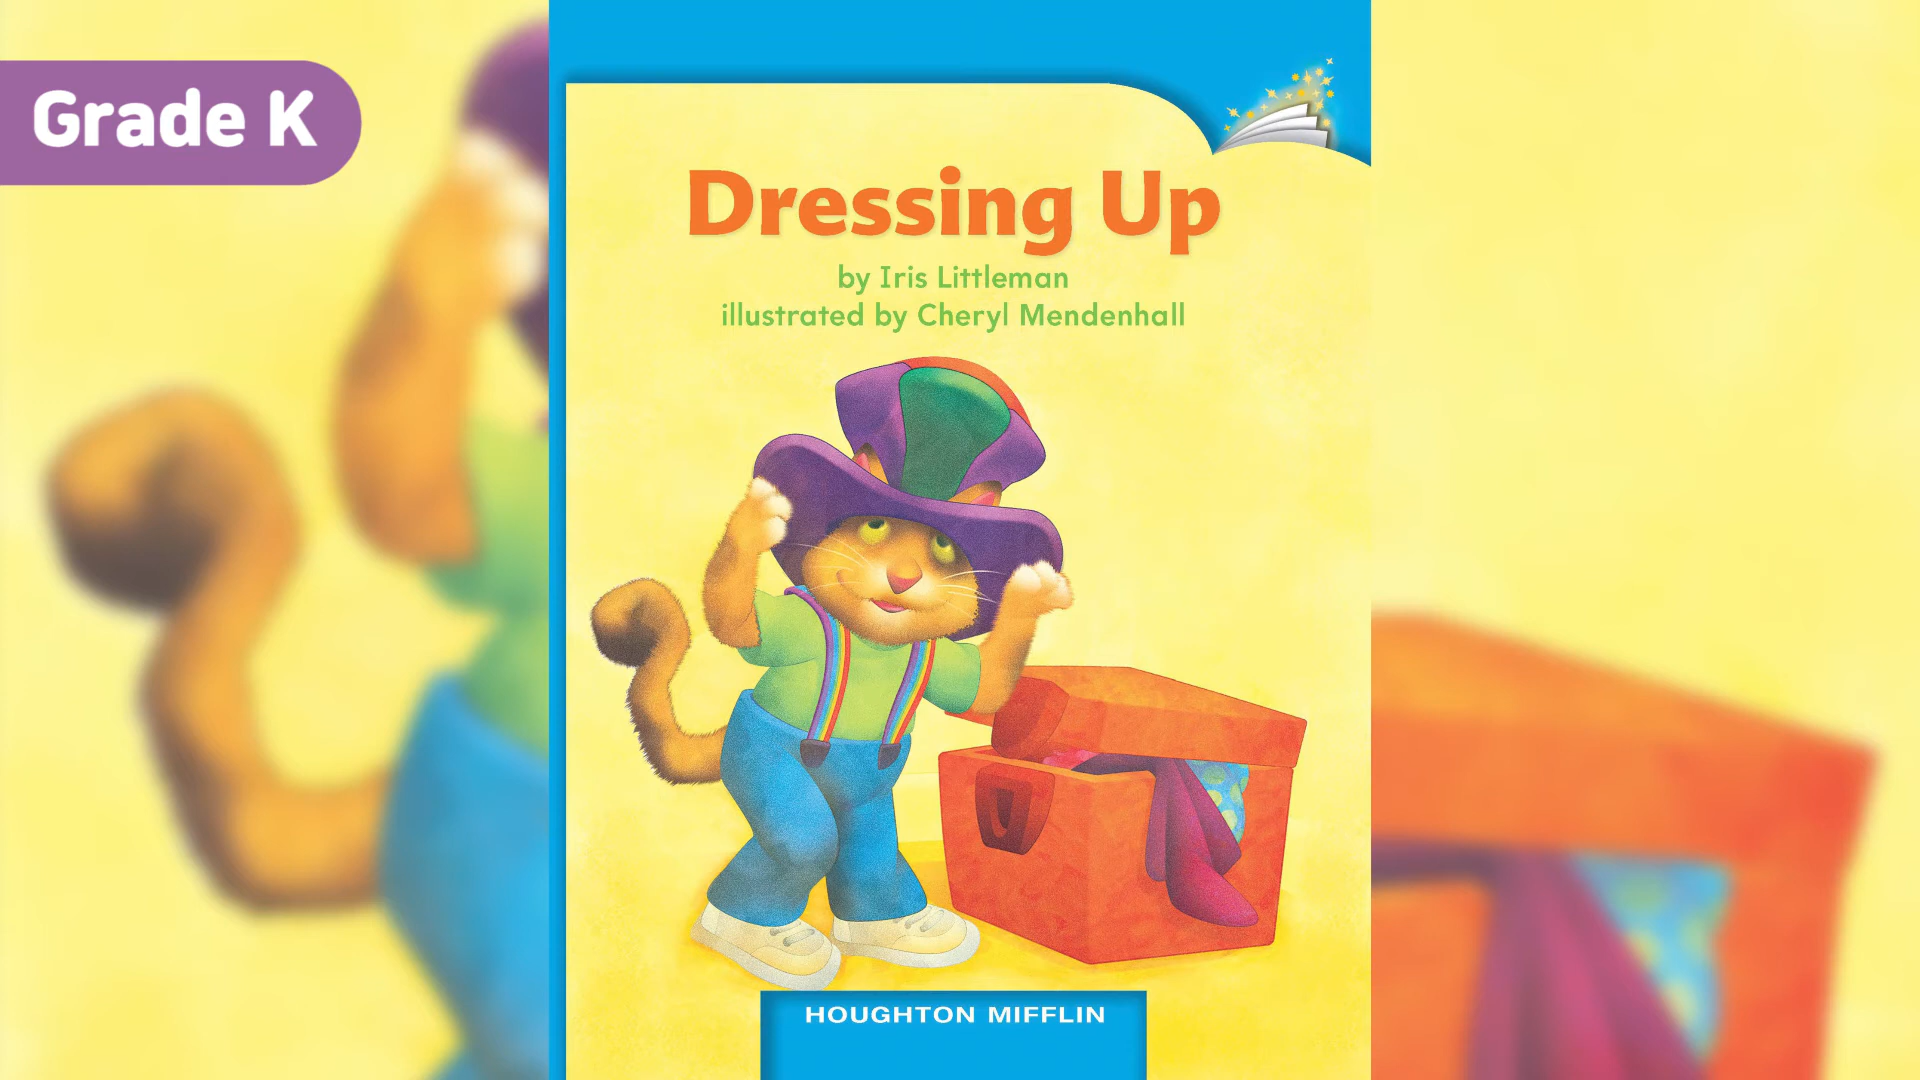 Grade K
Dressing Up
by Iris Littleman
illustrated by Cheryl Mendenhall
HOUGHTON MIFFLIN